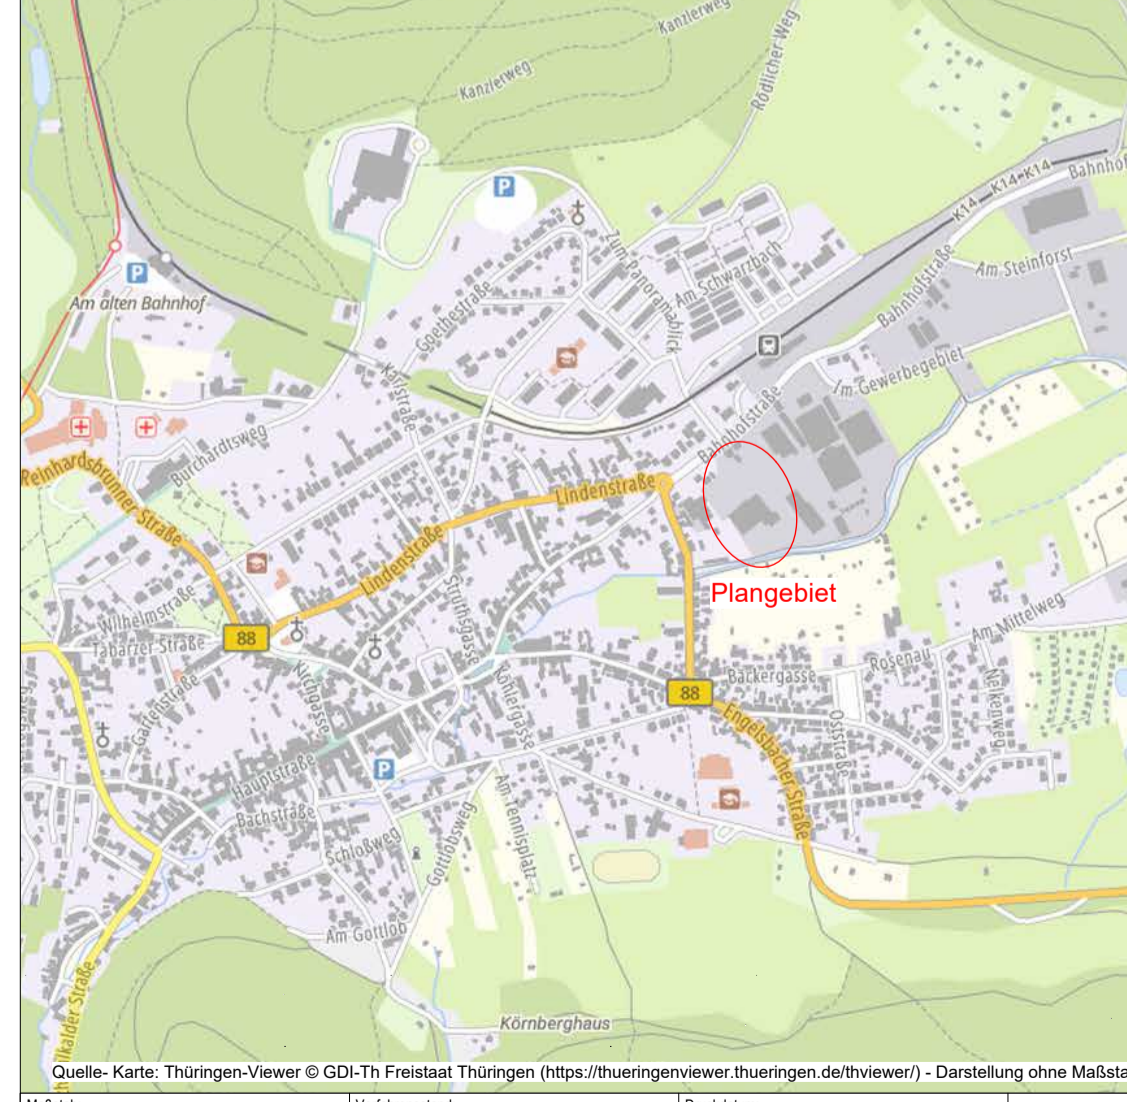 Kanzlerweg
Kanzlerweg
Rödlicher Weg
P
K14
K14
K14
Bahnhof
Am Steinforst
Bahnhofstraße
Im Gewerbegebiet
P
Am alten Bahnhof
Goethestraße
Zum Panoramablick
Am Schwarzbach
Karlstraße
Burchardtsweg
Bahnhofstraße
Reinhardsbrunner Straße
Lindenstraße
Lindenstraße
Plangebiet
Wilhelmstraße
Tabarzer Straße
88
Struthsgasse
Am Mittelweg
Rosenau
Nelkenweg
Bäckergasse
88
Gartenstraße
Kirchgasse
Köhlergasse
Engelsbacher Straße
Oststraße
Hauptstraße
P
Bachstraße
Schloßweg
Gottlobsweg
Am Tennisplatz
Am Gottlob
Körnberghaus
Quelle- Karte: Thüringen-Viewer © GDI-Th Freistaat Thüringen (https://thueringenviewer.thueringen.de/thviewer/) - Darstellung ohne Maßsta